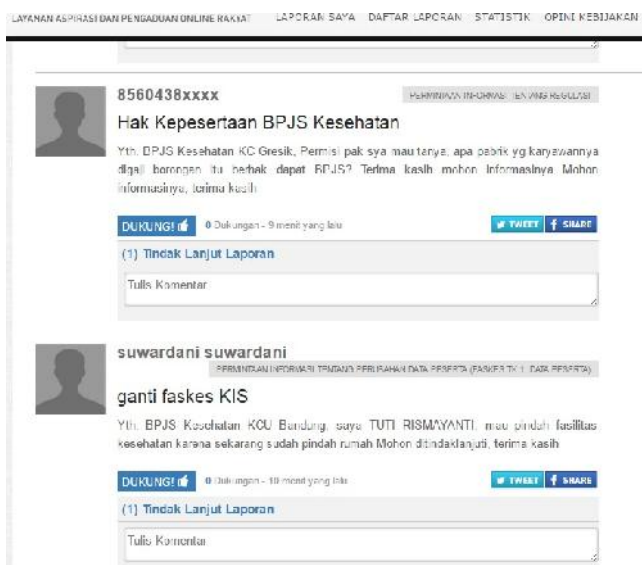 LAYANAN ASPIRASI DAN PENGADUAN ONLINE RAKYAT LAPORAN SAYA DAFTAR LAPORAN STATISTIK OPINI KEBIJAKAN
8560438xxxx
PERMINTAAN INFORMASI TENTANG REGULASI
Hak Kepesertaan BPJS Kesehatan
Yth. BPJS Kesehatan KC Gresik, Permisi pak sya mau tanya, apa pabrik yg karyawannya
digaji borongan itu berhak dapat BPJS? Terima kasih mohon informasinya Mohon
informasinya, terima kasih
DUKUNG! 0 Dukungan - 9 menit yang lalu TWEET SHARE
(1) Tindak Lanjut Laporan
Tulis Komentar
suwardani suwardani
PERMINTAAN INFORMASI TENTANG PERUBAHAN DATA PESERTA (FASKES TK 1, DATA PESERTA)
ganti faskes KIS
Yth. BPJS Kesehatan KCU Bandung, saya TUTI RISMAYANTI, mau pindah fasilitas
kesehatan karena sekarang sudah pindah rumah Mohon ditindaklanjuti, terima kasih
DUKUNG! 0 Dukungan - 10 menit yang lalu TWEET SHARE
(1) Tindak Lanjut Laporan
Tulis Komentar